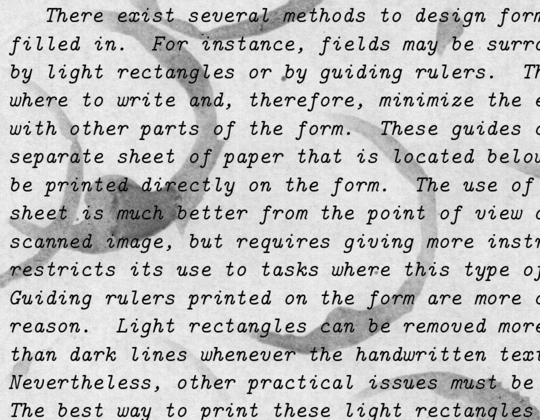 There exist several methods to design form
filled in. For instance, fields may be surro
by light rectangles or by guiding rulers. Th
where to write and, therefore, minimize the e
with other parts of the form. These guides c
separate sheet of paper that is located below
be printed directly on the form. The use of
sheet is much better from the point of view o
scanned image, but requires giving more instr
restricts its use to tasks where this type of
Guiding rulers printed on the form are more c
reason. Light rectangles can be removed more
than dark lines whenever the handwritten text
Nevertheless, other practical issues must be
The best way to print these light rectangles